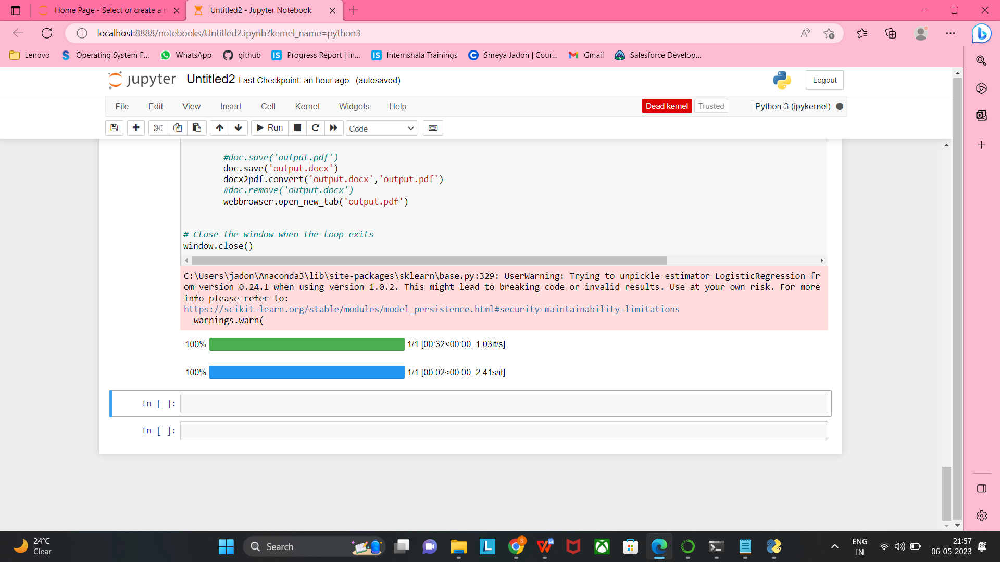 Home Page - Select or create a n
Untitled2 - Jupyter Notebook
localhost:8888/notebooks/Untitled2.ipynb?kernel_name=python3
Lenovo
Operating System F...
WhatsApp
github
IS
Progress Report | In...
IS
Internshala Trainings
Shreya Jadon | Cour...
Gmail
Salesforce Develop...
jupyter Untitled2 Last Checkpoint: an hour ago (autosaved)
Logout
File Edit View Insert Cell Kernel Widgets Help
Dead kernel Trusted Python 3 (ipykernel)
Run
Code
#doc.save('output.pdf')
doc.save('output.docx')
docx2pdf.convert('output.docx','output.pdf')
#doc.remove('output.docx')
webbrowser.open_new_tab('output.pdf')
# Close the window when the loop exits
window.close()
C:\Users\jadon\Anaconda3\lib\site-packages\sklearn\base.py:329: UserWarning: Trying to unpickle estimator LogisticRegression fr
om version 0.24.1 when using version 1.0.2. This might lead to breaking code or invalid results. Use at your own risk. For more
info please refer to:
https://scikit-learn.org/stable/modules/model_persistence.html#security-maintainability-limitations
warnings.warn(
100% 1/1 [00:32<00:00, 1.03it/s]
100% 1/1 [00:02<00:00, 2.41s/it]
In [ ]:
In [ ]:
24°C
Clear
Search
ENG
IN
21:57
06-05-2023